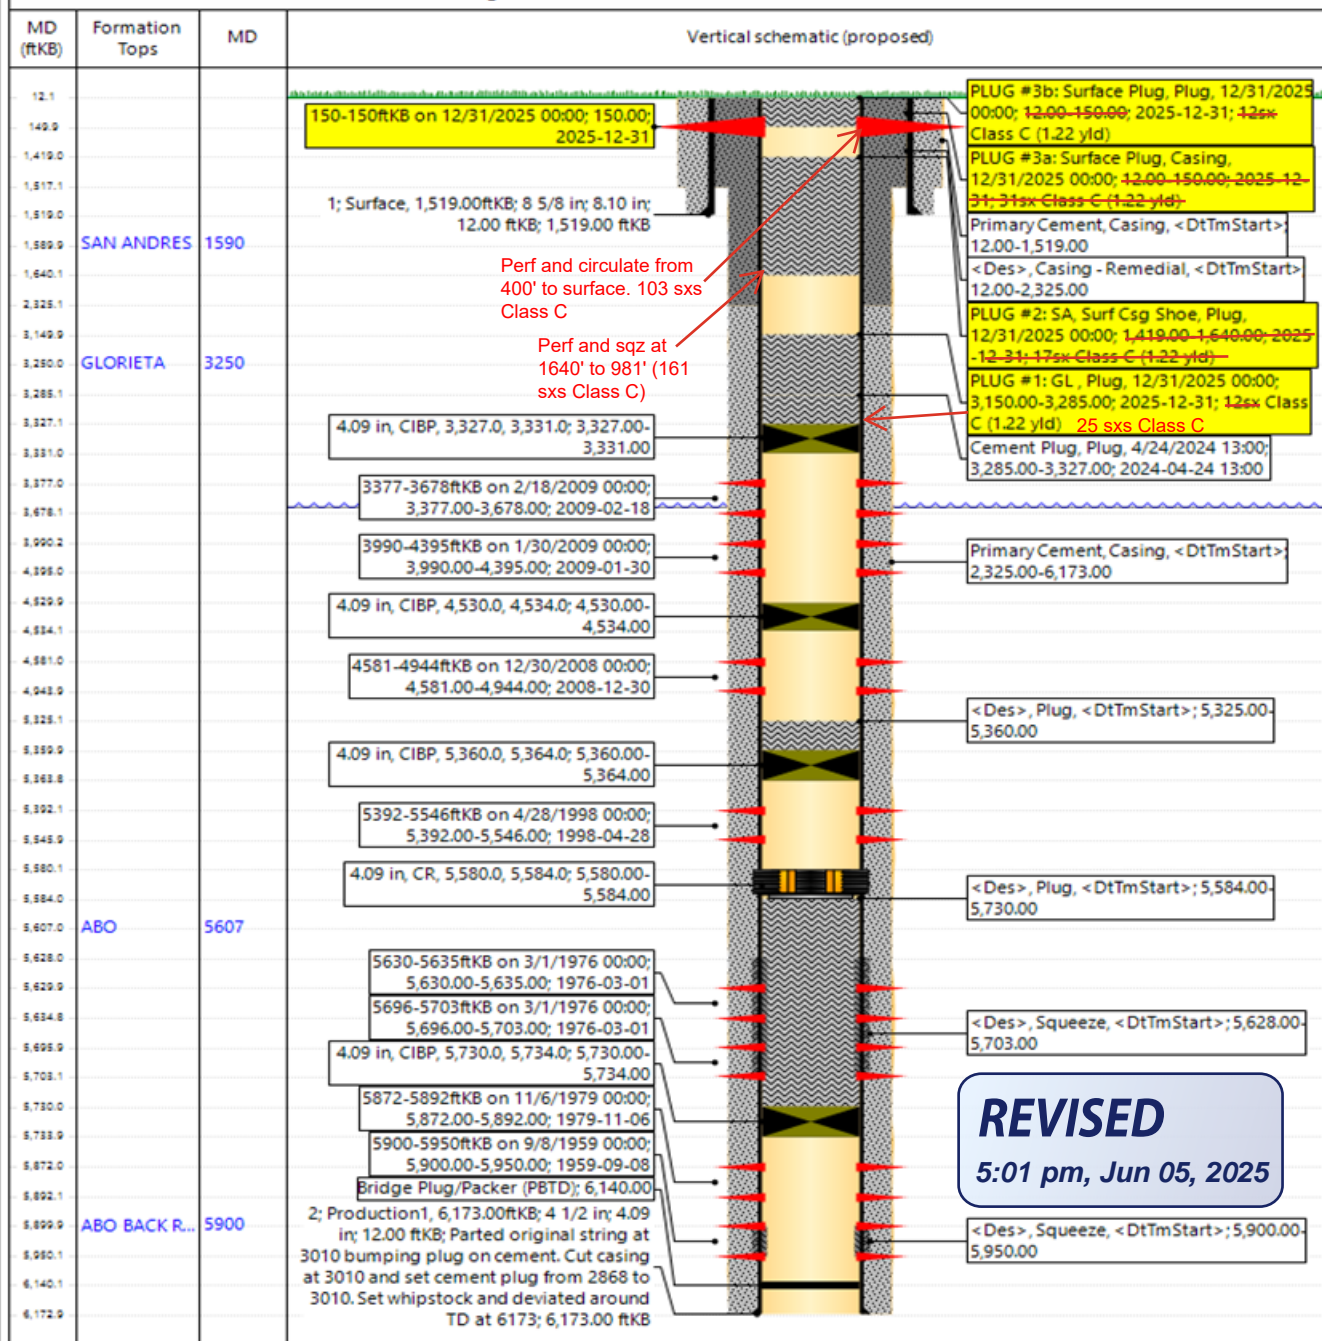 MD
(ftKB)
Formation
Tops
MD
Vertical schematic (proposed)
12.1
149.9
1,419.0
1,517.1
1,519.0
1,589.9
1,640.1
2,325.1
3,149.9
3,250.0
3,285.1
3,327.1
3,331.0
3,377.0
3,678.1
3,990.2
4,395.0
4,529.9
4,534.1
4,581.0
4,943.9
5,325.1
5,359.9
5,363.8
5,392.1
5,545.9
5,580.1
5,584.0
5,607.0
5,628.0
5,629.9
5,634.8
5,695.9
5,703.1
5,730.0
5,733.9
5,872.0
5,892.1
5,899.9
5,950.1
6,140.1
6,172.9
SAN ANDRES 1590
GLORIETA 3250
ABO 5607
ABO BACK R... 5900
150-150ftKB on 12/31/2025 00:00; 150.00;
2025-12-31
1; Surface, 1,519.00ftKB; 8 5/8 in; 8.10 in;
12.00 ftKB; 1,519.00 ftKB
Perf and circulate from
400' to surface. 103 sxs
Class C
Perf and sqz at
1640' to 981' (161
sxs Class C)
4.09 in, CIBP, 3,327.0, 3,331.0; 3,327.00-
3,331.00
3377-3678ftKB on 2/18/2009 00:00;
3,377.00-3,678.00; 2009-02-18
3990-4395ftKB on 1/30/2009 00:00;
3,990.00-4,395.00; 2009-01-30
4.09 in, CIBP, 4,530.0, 4,534.0; 4,530.00-
4,534.00
4581-4944ftKB on 12/30/2008 00:00;
4,581.00-4,944.00; 2008-12-30
4.09 in, CIBP, 5,360.0, 5,364.0; 5,360.00-
5,364.00
5392-5546ftKB on 4/28/1998 00:00;
5,392.00-5,546.00; 1998-04-28
4.09 in, CR, 5,580.0, 5,584.0; 5,580.00-
5,584.00
5630-5635ftKB on 3/1/1976 00:00;
5,630.00-5,635.00; 1976-03-01
5696-5703ftKB on 3/1/1976 00:00;
5,696.00-5,703.00; 1976-03-01
4.09 in, CIBP, 5,730.0, 5,734.0; 5,730.00-
5,734.00
5872-5892ftKB on 11/6/1979 00:00;
5,872.00-5,892.00; 1979-11-06
5900-5950ftKB on 9/8/1959 00:00;
5,900.00-5,950.00; 1959-09-08
Bridge Plug/Packer (PBTD); 6,140.00
2; Production1, 6,173.00ftKB; 4 1/2 in; 4.09
in; 12.00 ftKB; Parted original string at
3010 bumping plug on cement. Cut casing
at 3010 and set cement plug from 2868 to
3010. Set whipstock and deviated around
TD at 6173; 6,173.00 ftKB
PLUG #3b: Surface Plug, Plug, 12/31/2025
00:00; 12.00-150.00; 2025-12-31; 12sx
Class C (1.22 yld)
PLUG #3a: Surface Plug, Casing,
12/31/2025 00:00; 12.00-150.00; 2025-12-
31; 31sx Class C (1.22 yld)
Primary Cement, Casing, <DtTmStart>;
12.00-1,519.00
<Des>, Casing - Remedial, <DtTmStart>;
12.00-2,325.00
PLUG #2: SA, Surf Csg Shoe, Plug,
12/31/2025 00:00; 1,419.00-1,640.00; 2025
-12-31; 17sx Class C (1.22 yld)
PLUG #1: GL , Plug, 12/31/2025 00:00;
3,150.00-3,285.00; 2025-12-31; 12sx Class
C (1.22 yld) 25 sxs Class C
Cement Plug, Plug, 4/24/2024 13:00;
3,285.00-3,327.00; 2024-04-24 13:00
Primary Cement, Casing, <DtTmStart>;
2,325.00-6,173.00
<Des>, Plug, <DtTmStart>; 5,325.00-
5,360.00
<Des>, Plug, <DtTmStart>; 5,584.00-
5,730.00
<Des>, Squeeze, <DtTmStart>; 5,628.00-
5,703.00
REVISED
5:01 pm, Jun 05, 2025
<Des>, Squeeze, <DtTmStart>; 5,900.00-
5,950.00